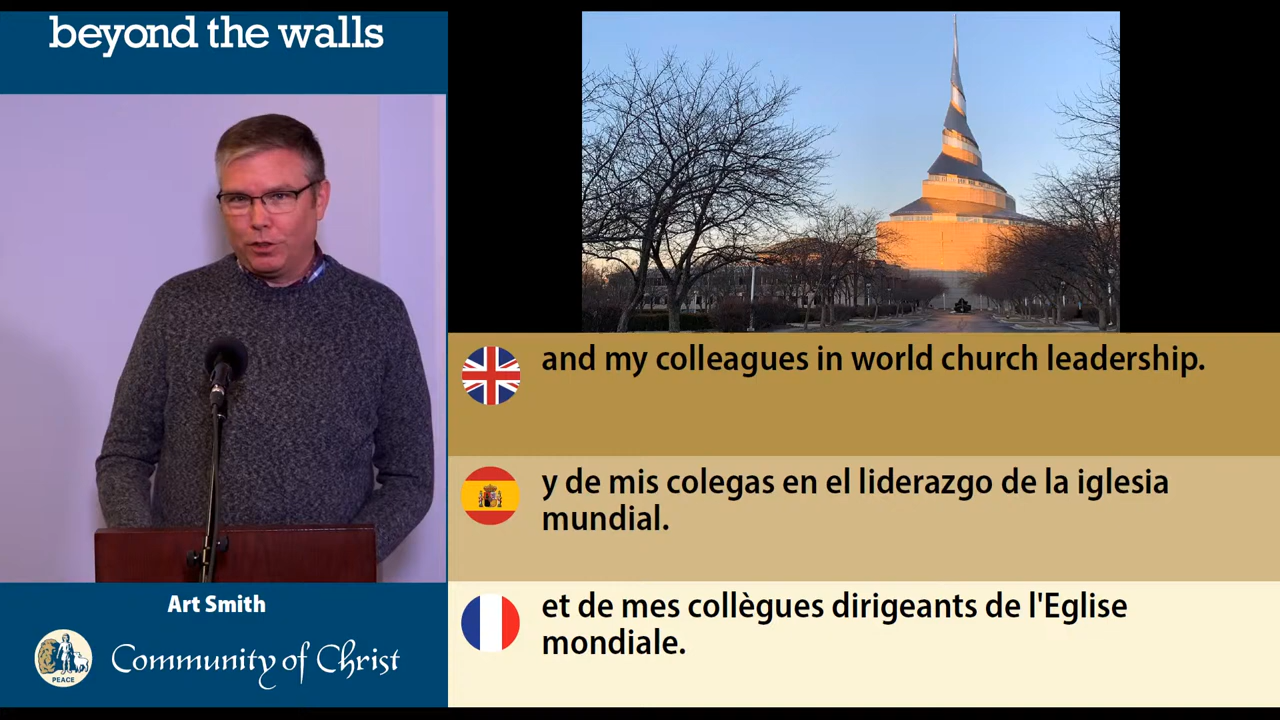 beyond the walls
and my colleagues in world church leadership.
y de mis colegas en el liderazgo de la iglesia
mundial.
et de mes collègues dirigeants de l'Eglise
mondiale.
Art Smith
PEACE
Community of Christ